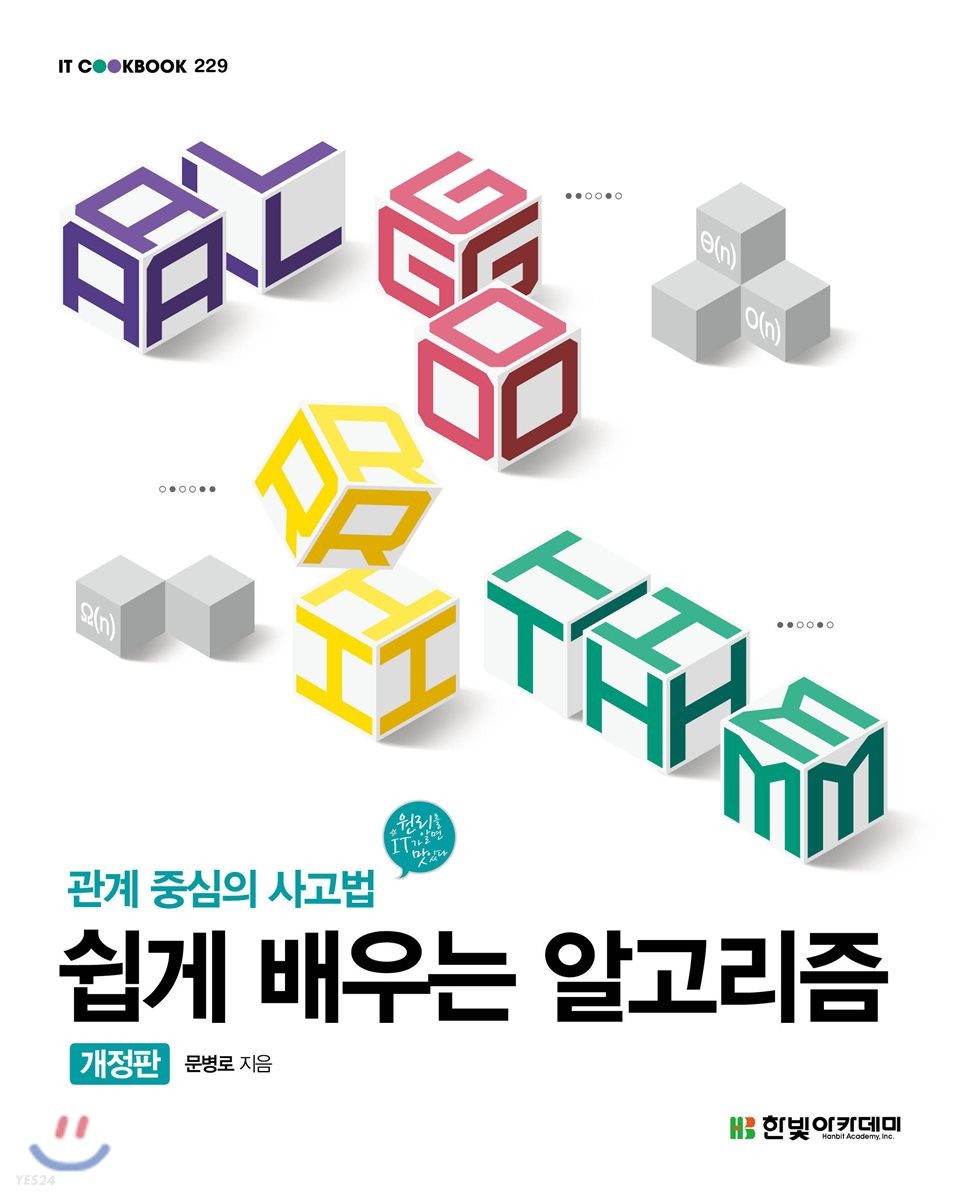 IT COOKBOOK 229
A L G
A A L G G
Θ(n)
O(n)
O
O O
R R
R
Ω(n)
I
I I
T
T
H
H H
M
M M
원리를
알면
IT가
맛있다
관계 중심의 사고법
쉽게 배우는 알고리즘
개정판 문병로 지음
한빛아카데미
Hanbit Academy, Inc.
YES24